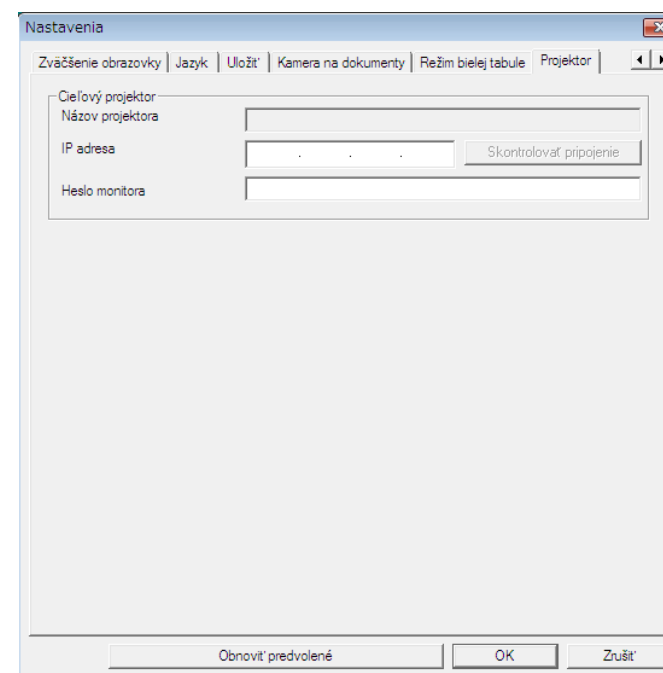 Nastavenia
Zväčšenie obrazovky Jazyk Uložiť Kamera na dokumenty Režim bielej tabule Projektor
Cieľový projektor
Názov projektora
IP adresa . . . Skontrolovať pripojenie
Heslo monitora
Obnoviť predvolené OK Zrušiť